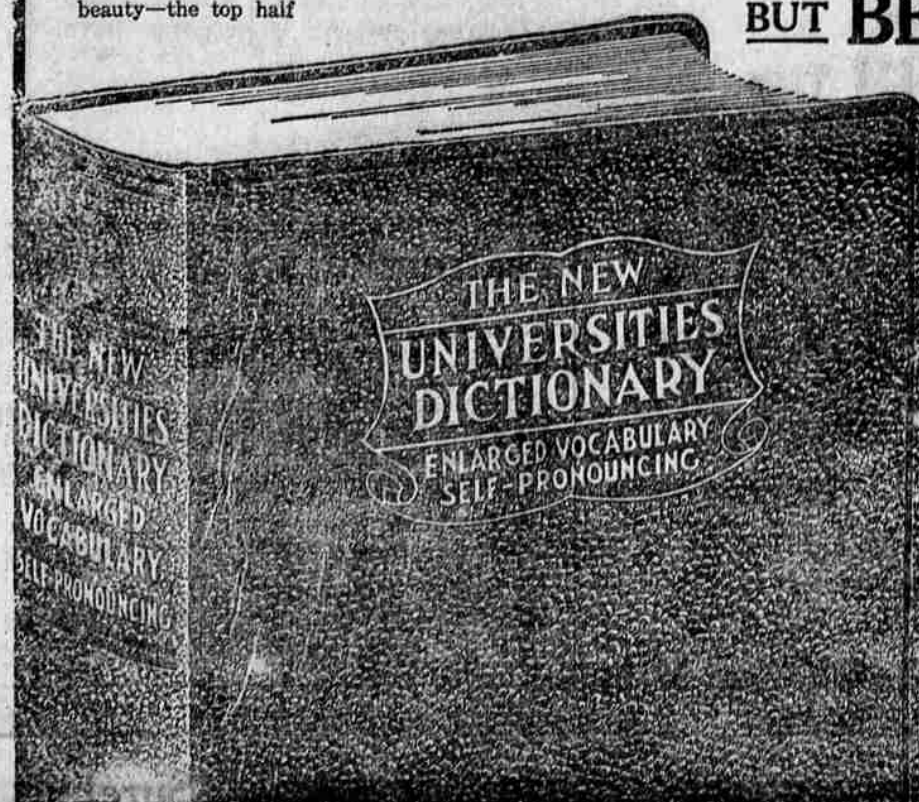 beauty—the top half
BUT
THE NEW
UNIVERSITIES
DICTIONARY
ENLARGED VOCABULARY
SELF-PRONOUNCING
THE NEW
UNIVERSITIES
DICTIONARY
ENLARGED
VOCABULARY
SELF-PRONOUNCING